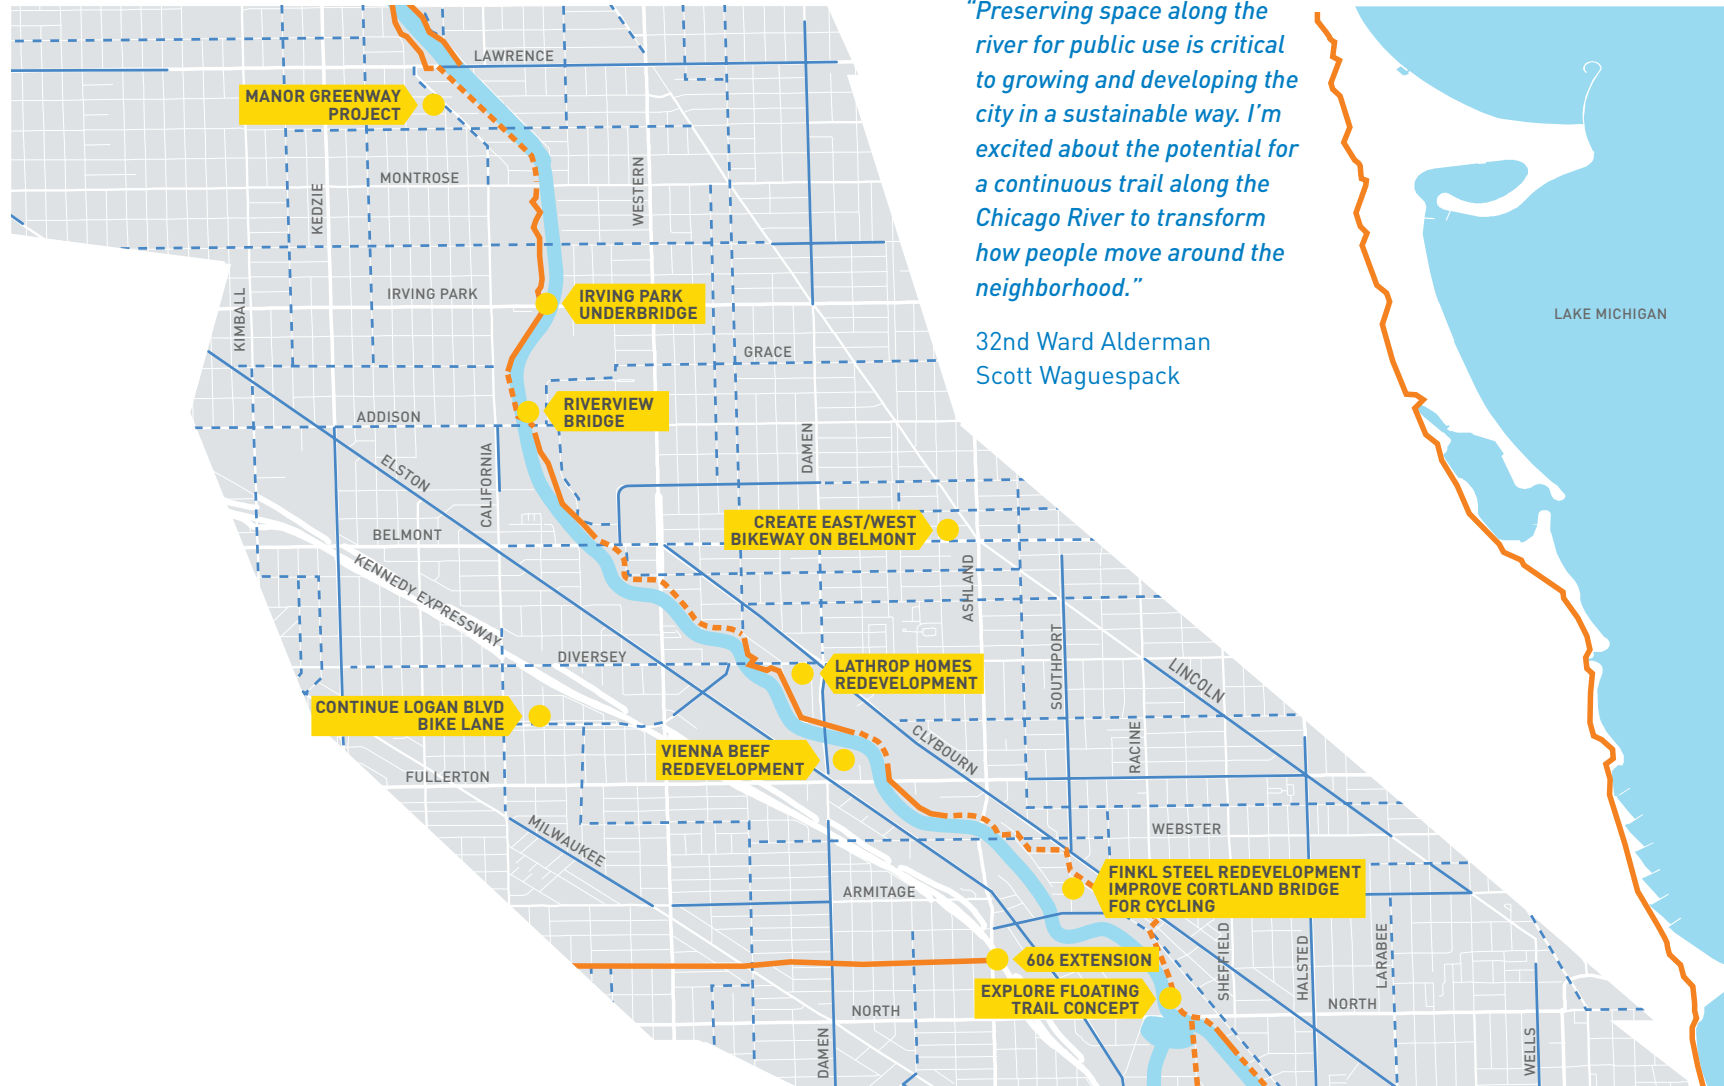 “Preserving space along the
river for public use is critical
to growing and developing the
city in a sustainable way. I’m
excited about the potential for
a continuous trail along the
Chicago River to transform
how people move around the
neighborhood.”
32nd Ward Alderman
Scott Waguespack
LAKE MICHIGAN
LAWRENCE
MANOR GREENWAY
PROJECT
MONTROSE
KEDZIE
WESTERN
IRVING PARK
KIMBALL
IRVING PARK
UNDERBRIDGE
GRACE
RIVERVIEW
BRIDGE
ADDISON
ELSTON
CALIFORNIA
DAMEN
BELMONT
CREATE EAST/WEST
BIKEWAY ON BELMONT
KENNEDY EXPRESSWAY
ASHLAND
SOUTHPORT
DIVERSEY
LATHROP HOMES
REDEVELOPMENT
LINCOLN
CONTINUE LOGAN BLVD
BIKE LANE
CLYBOURN
RACINE
VIENNA BEEF
REDEVELOPMENT
FULLERTON
MILWAUKEE
WEBSTER
FINKL STEEL REDEVELOPMENT
IMPROVE CORTLAND BRIDGE
FOR CYCLING
ARMITAGE
SHEFFIELD
HALSTED
LARABEE
606 EXTENSION
EXPLORE FLOATING
TRAIL CONCEPT
NORTH
NORTH
DAMEN
WELLS